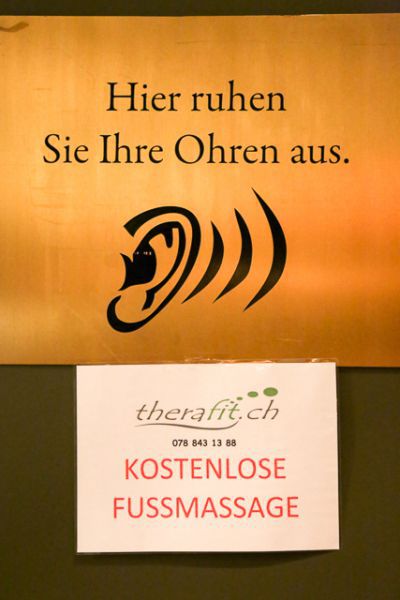 Hier ruhen
Sie Ihre Ohren aus.
therafit.ch
078 843 13 88
KOSTENLOSE
FUSSMASSAGE